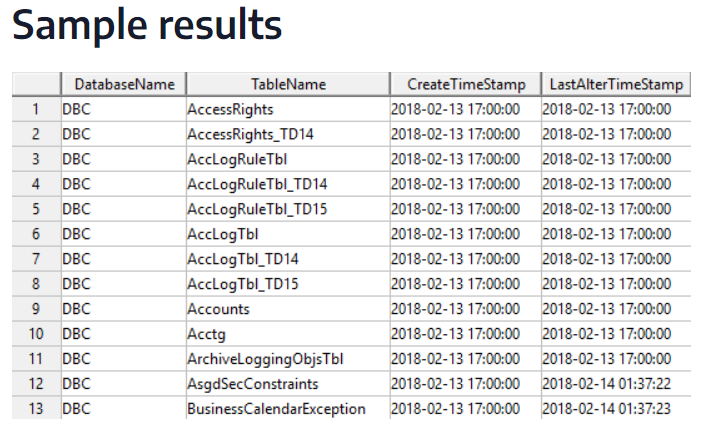 Sample results
DatabaseName TableName CreateTimeStamp LastAlterTimeStamp
1 DBC AccessRights 2018-02-13 17:00:00 2018-02-13 17:00:00
2 DBC AccessRights_TD14 2018-02-13 17:00:00 2018-02-13 17:00:00
3 DBC AccLogRuleTbl 2018-02-13 17:00:00 2018-02-13 17:00:00
4 DBC AccLogRuleTbl_TD14 2018-02-13 17:00:00 2018-02-13 17:00:00
5 DBC AccLogRuleTbl_TD15 2018-02-13 17:00:00 2018-02-13 17:00:00
6 DBC AccLogTbl 2018-02-13 17:00:00 2018-02-13 17:00:00
7 DBC AccLogTbl_TD14 2018-02-13 17:00:00 2018-02-13 17:00:00
8 DBC AccLogTbl_TD15 2018-02-13 17:00:00 2018-02-13 17:00:00
9 DBC Accounts 2018-02-13 17:00:00 2018-02-13 17:00:00
10 DBC Acctg 2018-02-13 17:00:00 2018-02-13 17:00:00
11 DBC ArchiveLoggingObjsTbl 2018-02-13 17:00:00 2018-02-13 17:00:00
12 DBC AsgdSecConstraints 2018-02-13 17:00:00 2018-02-14 01:37:22
13 DBC BusinessCalendarException 2018-02-13 17:00:00 2018-02-14 01:37:23